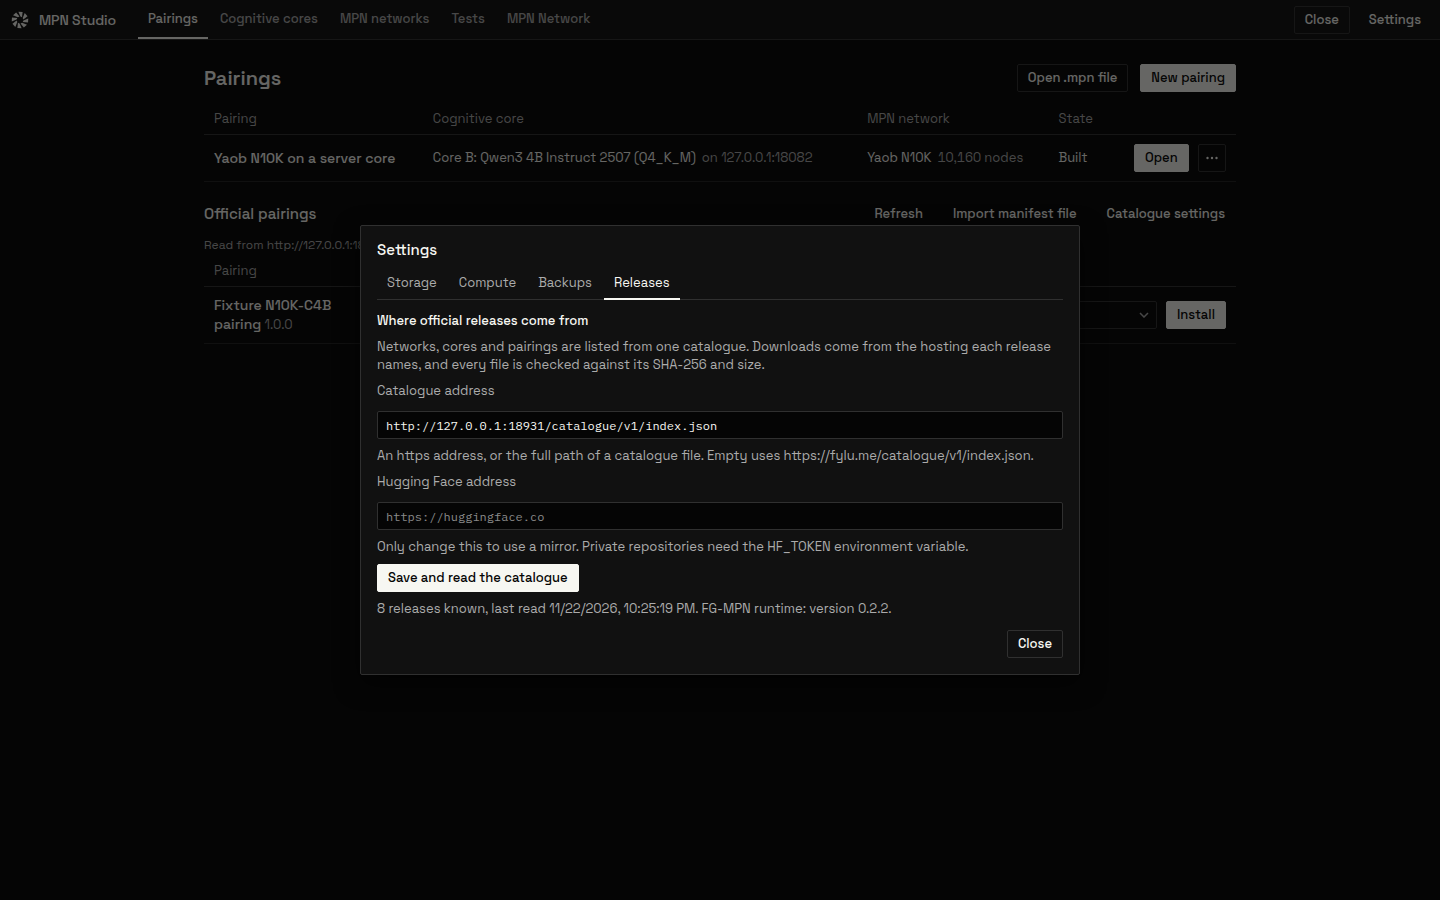 MPN Studio
Pairings
Cognitive cores
MPN networks
Tests
MPN Network
Close
Settings
Pairings
Open .mpn file
New pairing
Pairing
Cognitive core
MPN network
State
Yaob N10K on a server core
Core B: Qwen3 4B Instruct 2507 (Q4_K_M) on 127.0.0.1:18082
Yaob N10K 10,160 nodes
Built
Open
...
Official pairings
Refresh
Import manifest file
Catalogue settings
Read from http://127.0.0.1:18
Pairing
Fixture N10K-C4B
pairing 1.0.0
Install
Settings
Storage
Compute
Backups
Releases
Where official releases come from
Networks, cores and pairings are listed from one catalogue. Downloads come from the hosting each release
names, and every file is checked against its SHA-256 and size.
Catalogue address
http://127.0.0.1:18931/catalogue/v1/index.json
An https address, or the full path of a catalogue file. Empty uses https://fylu.me/catalogue/v1/index.json.
Hugging Face address
https://huggingface.co
Only change this to use a mirror. Private repositories need the HF_TOKEN environment variable.
Save and read the catalogue
8 releases known, last read 11/22/2026, 10:25:19 PM. FG-MPN runtime: version 0.2.2.
Close